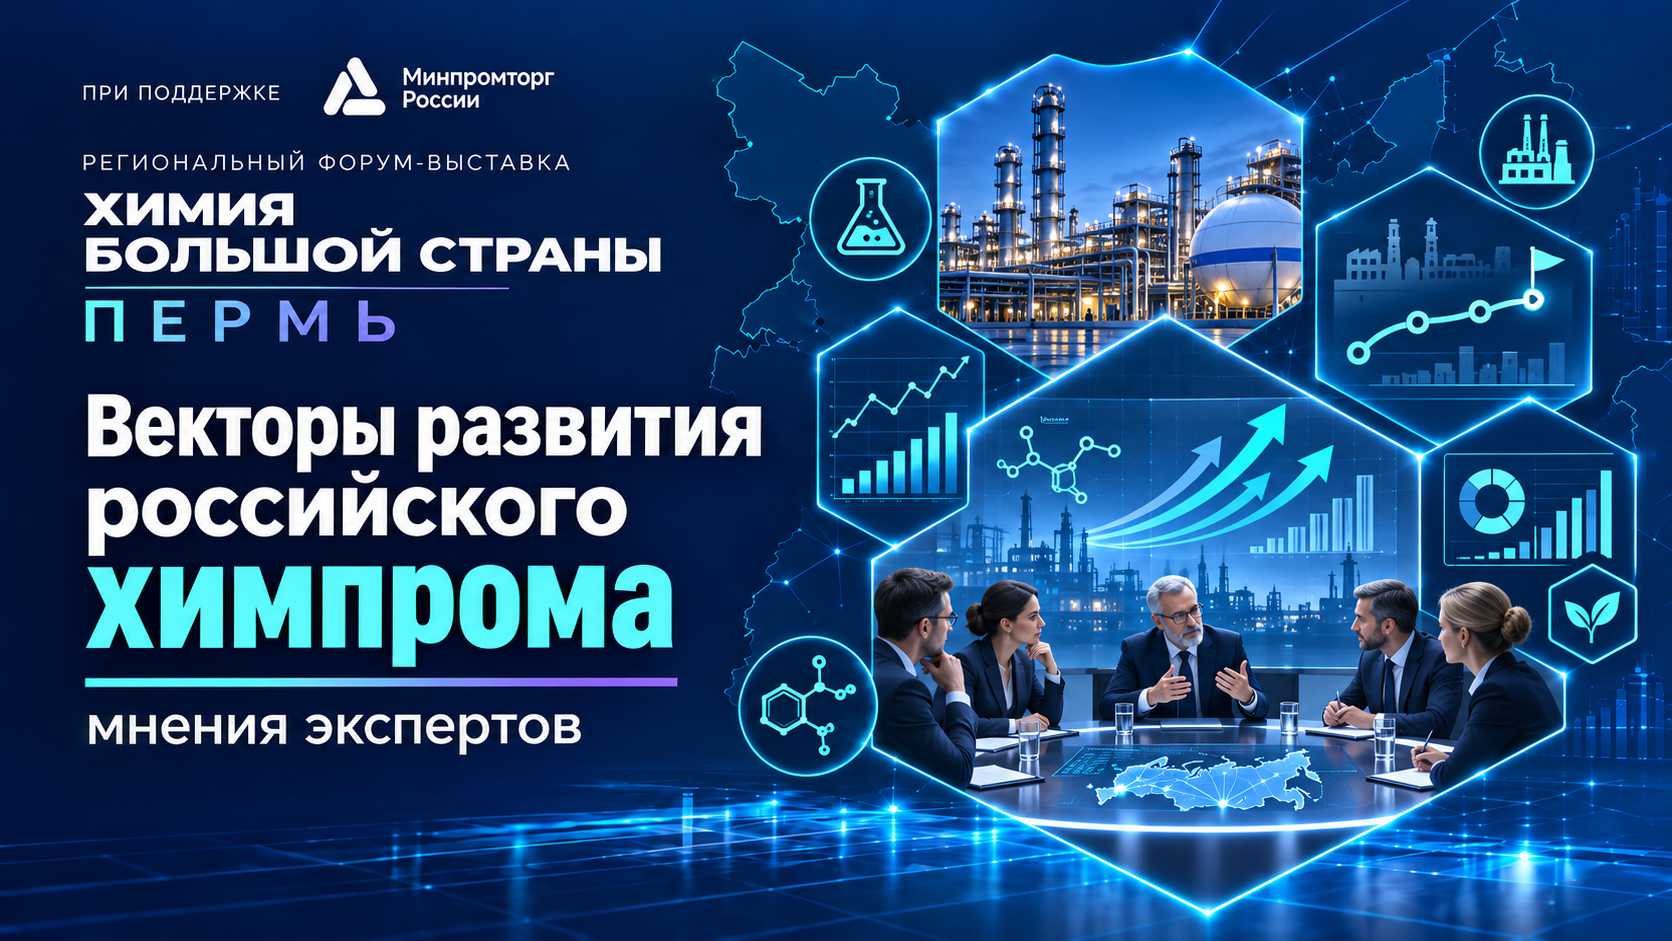 ПРИ ПОДДЕРЖКЕ
Минпромторг
России
РЕГИОНАЛЬНЫЙ ФОРУМ-ВЫСТАВКА
ХИМИЯ
БОЛЬШОЙ СТРАНЫ
ПЕРМЬ
Векторы развития
российского
химпрома
мнения экспертов